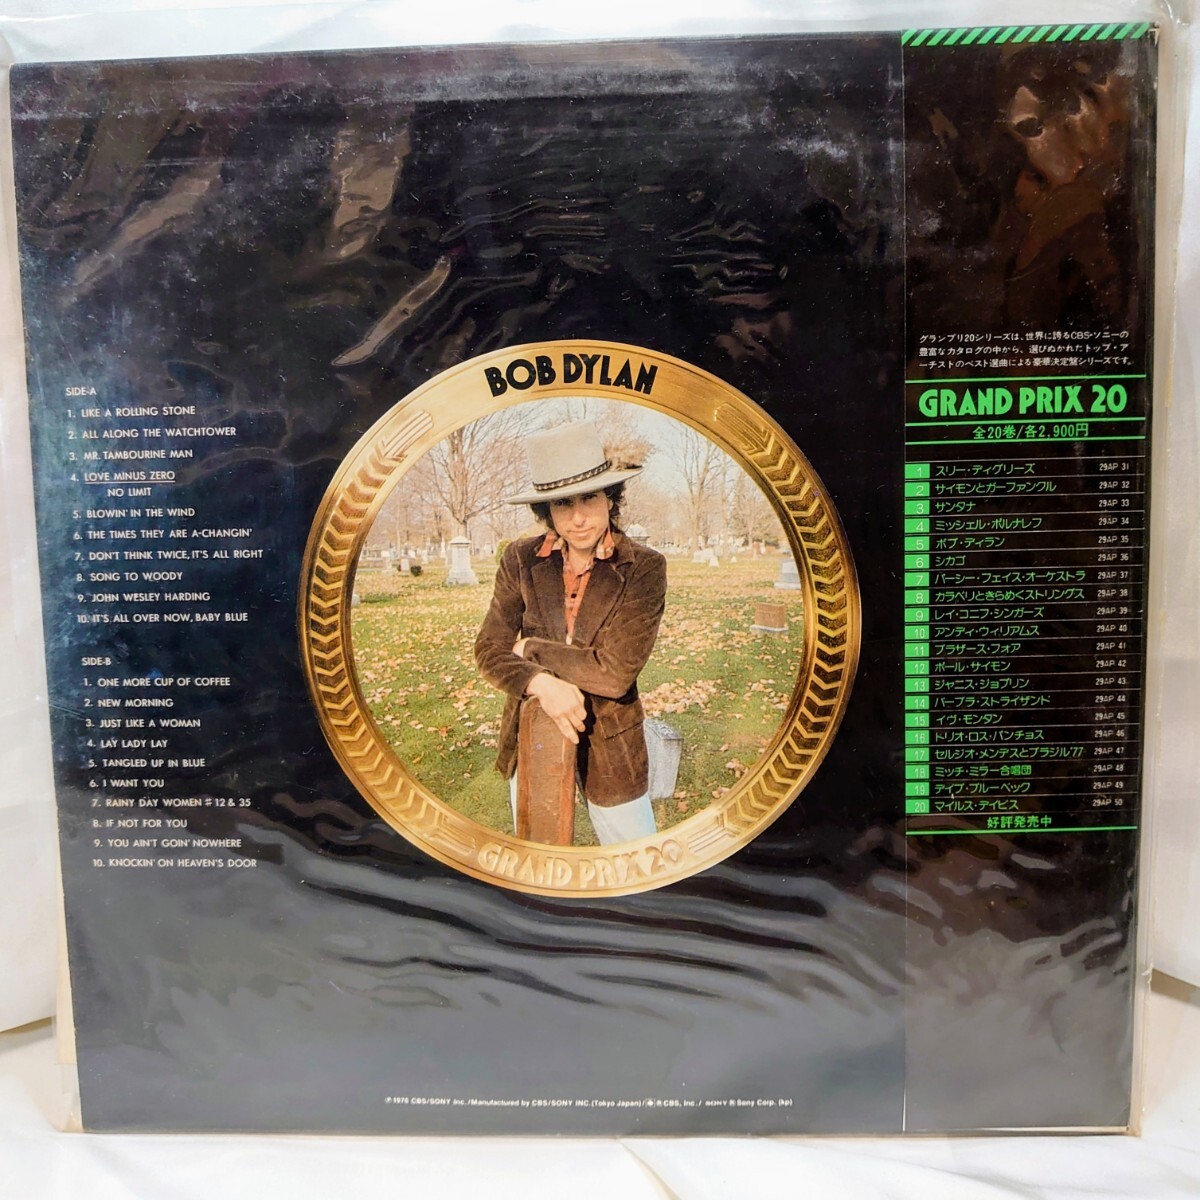 BOB DYLAN
GRAND PRIX 20
SIDE-A
1. LIKE A ROLLING STONE
2. ALL ALONG THE WATCHTOWER
3. MR. TAMBOURINE MAN
4. LOVE MINUS ZERO
NO LIMIT
5. BLOWIN' IN THE WIND
6. THE TIMES THEY ARE A-CHANGIN'
7. DON'T THINK TWICE, IT'S ALL RIGHT
8. SONG TO WOODY
9. JOHN WESLEY HARDING
10. IT'S ALL OVER NOW, BABY BLUE
SIDE-B
1. ONE MORE CUP OF COFFEE
2. NEW MORNING
3. JUST LIKE A WOMAN
4. LAY LADY LAY
5. TANGLED UP IN BLUE
6. I WANT YOU
7. RAINY DAY WOMEN #12 & 35
8. IF NOT FOR YOU
9. YOU AIN'T GOIN' NOWHERE
10. KNOCKIN' ON HEAVEN'S DOOR
グランプリ20シリーズは、世界に誇るCBS・ソニーの
豊富なカタログの中から、選びぬかれたトップ・ア
ーチストのベスト選曲による豪華決定盤シリーズです。
GRAND PRIX 20
全20巻/各2,900円
1 スリー・ディグリーズ 29AP 31
2 サイモンとガーファンクル 29AP 32
3 サンタナ 29AP 33
4 ミッシェル・ポルナレフ 29AP 34
5 ボブ・ディラン 29AP 35
6 シカゴ 29AP 36
7 パーシー・フェイス・オーケストラ 29AP 37
8 カラベリときらめくストリングス 29AP 38
9 レイ・コニフ・シンガーズ 29AP 39
10 アンディ・ウィリアムス 29AP 40
11 ブラザース・フォア 29AP 41
12 ポール・サイモン 29AP 42
13 ジャニス・ジョプリン 29AP 43
14 バーブラ・ストライザンド 29AP 44
15 イヴ・モンタン 29AP 45
16 トリオ・ロス・パンチョス 29AP 46
17 セルジオ・メンデスとブラジル'77 29AP 47
18 ミッチ・ミラー合唱団 29AP 48
19 デイブ・ブルーベック 29AP 49
20 マイルス・デイビス 29AP 50
好評発売中
℗1976 CBS/SONY Inc./Manufactured by CBS/SONY INC.(Tokyo Japan)/ ® CBS, Inc./ SONY ® Sony Corp. (kp)